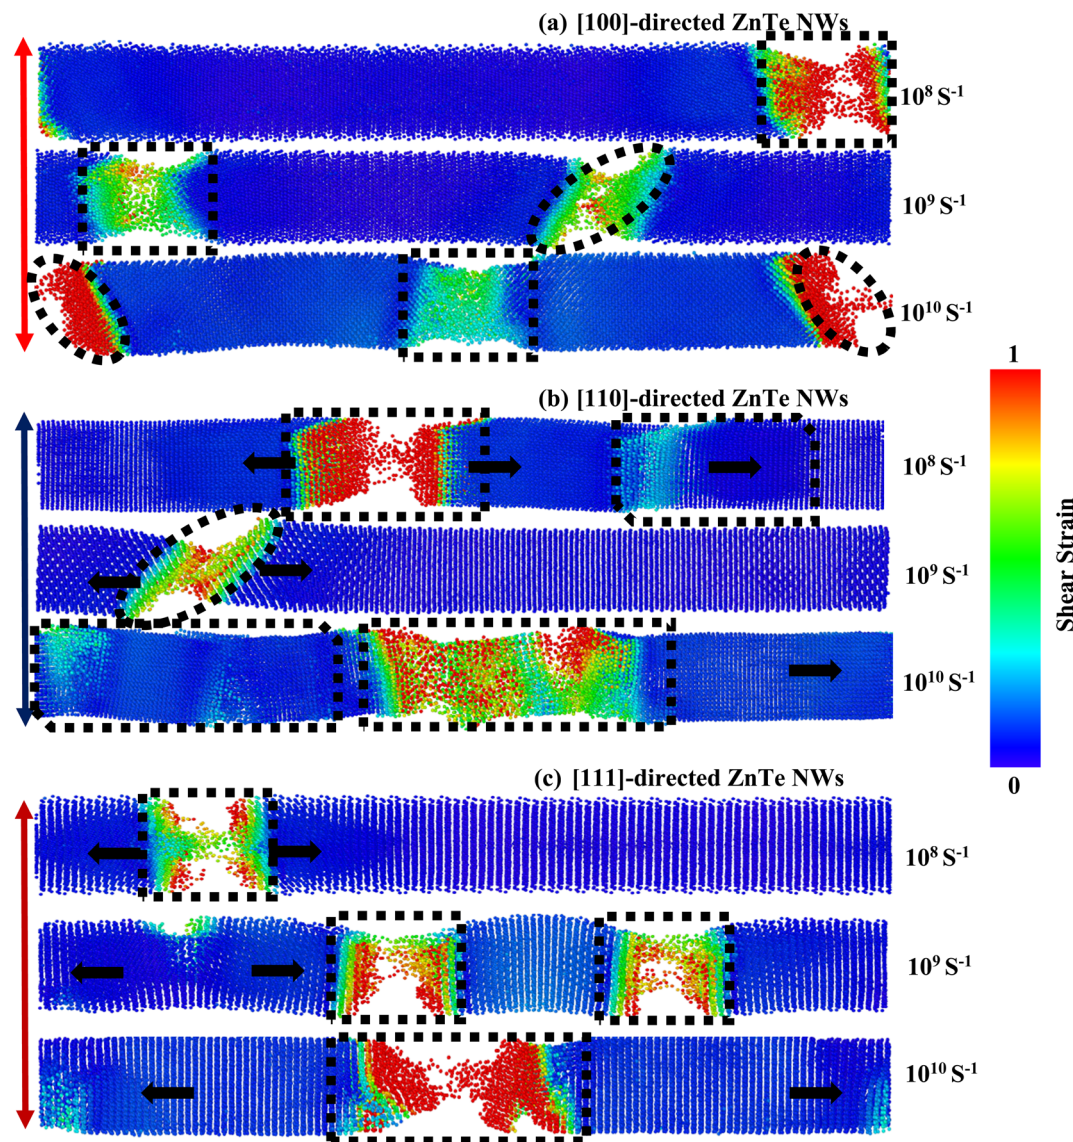 (a) [100]-directed ZnTe NWs
10⁸ S⁻¹
10⁹ S⁻¹
10¹⁰ S⁻¹
1
Shear Strain
0
(b) [110]-directed ZnTe NWs
10⁸ S⁻¹
10⁹ S⁻¹
10¹⁰ S⁻¹
(c) [111]-directed ZnTe NWs
10⁸ S⁻¹
10⁹ S⁻¹
10¹⁰ S⁻¹